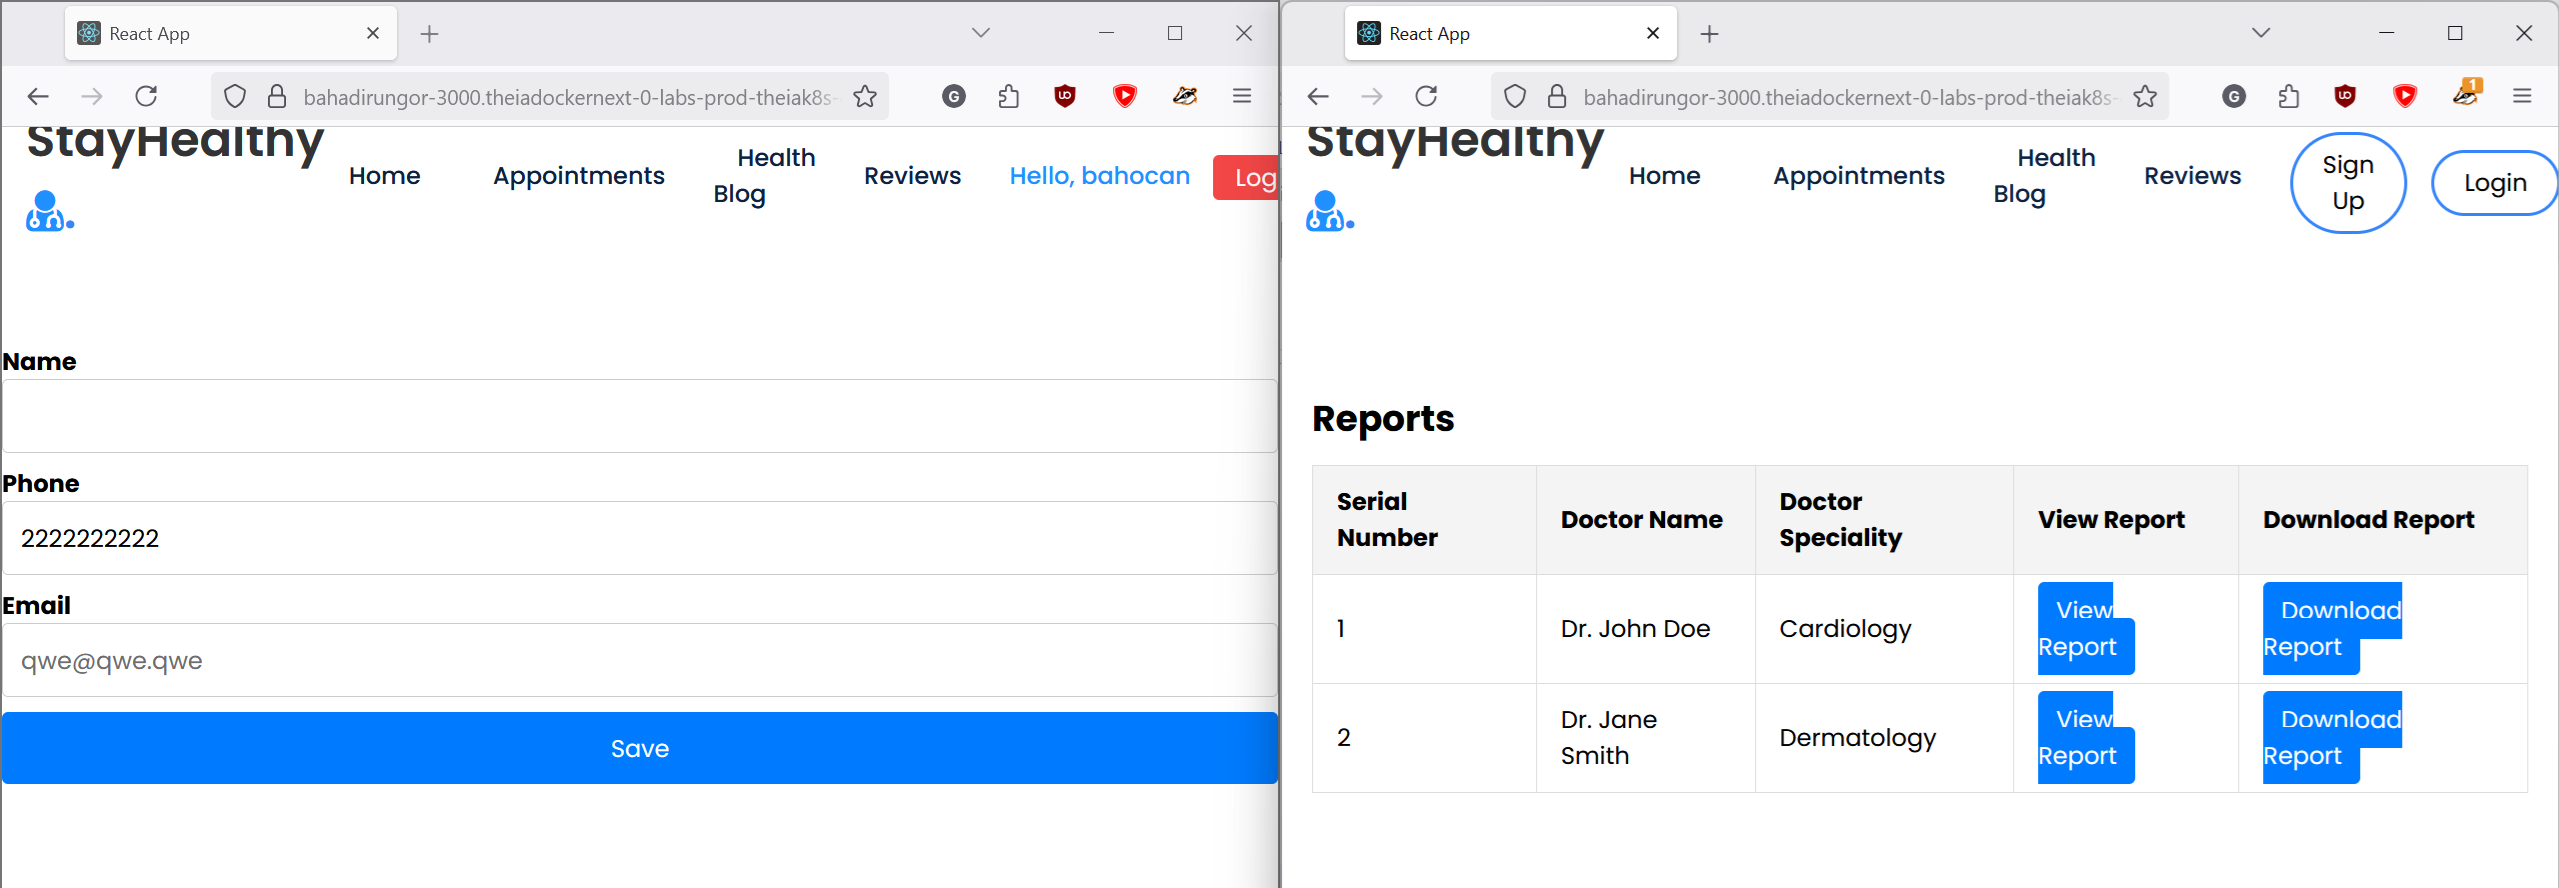 React App
bahadirungor-3000.theiadockernext-0-labs-prod-theiak8s-
G
StayHealthy
Home
Appointments
Health
Blog
Reviews
Hello, bahocan
Log
Name
Phone
2222222222
Email
qwe@qwe.qwe
Save
React App
bahadirungor-3000.theiadockernext-0-labs-prod-theiak8s-
G
1
StayHealthy
Home
Appointments
Health
Blog
Reviews
Sign
Up
Login
Reports
Serial
Number
Doctor Name
Doctor
Speciality
View Report
Download Report
1
Dr. John Doe
Cardiology
View
Report
Download
Report
2
Dr. Jane
Smith
Dermatology
View
Report
Download
Report